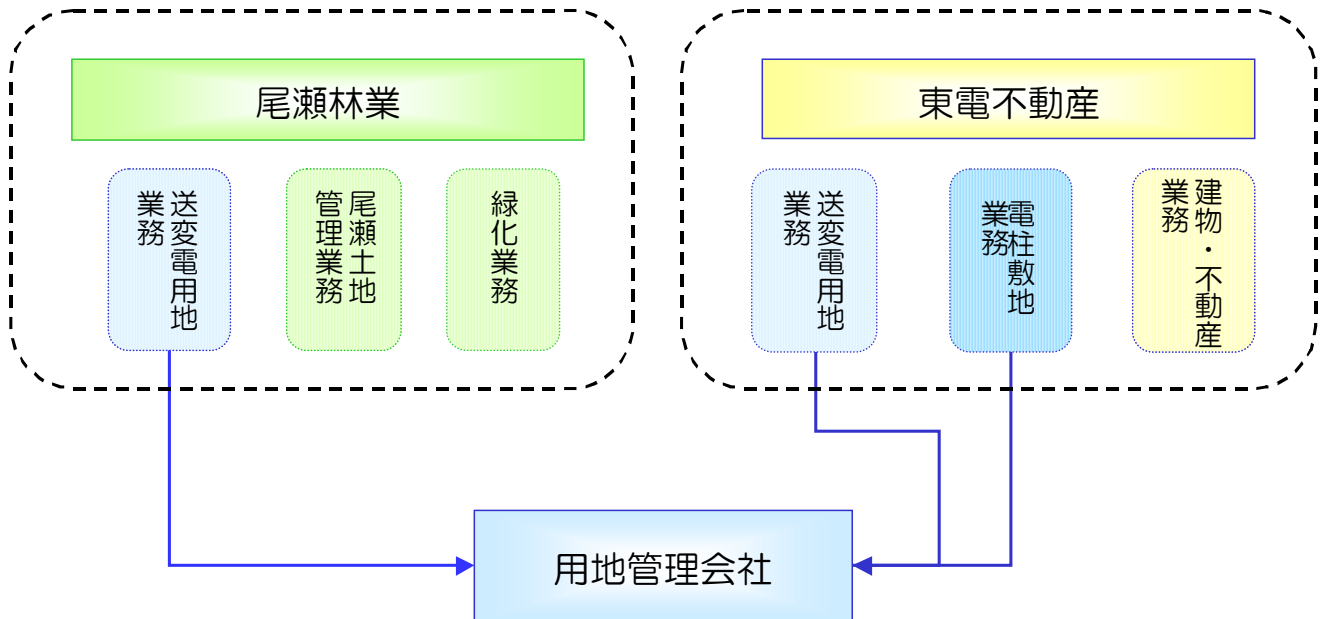 尾瀬林業
送変電用地
業務
尾瀬土地
管理業務
緑化業務
東電不動産
送変電用地
業務
電柱敷地
業務
建物・不動産
業務
用地管理会社